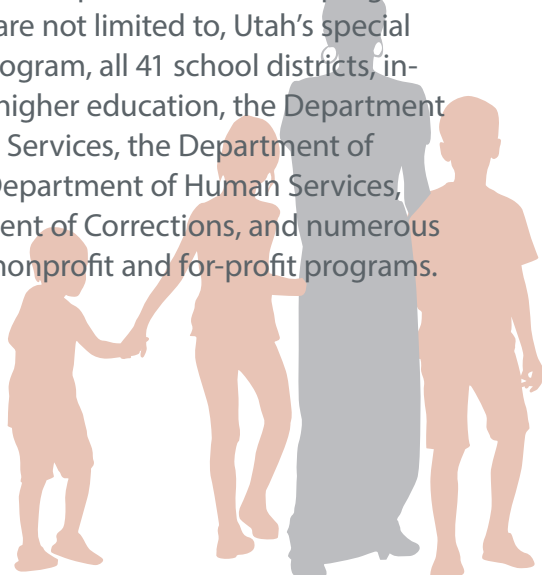 are not limited to, Utah’s special
ogram, all 41 school districts, in-
higher education, the Department
Services, the Department of
Department of Human Services,
ent of Corrections, and numerous
nonprofit and for-profit programs.